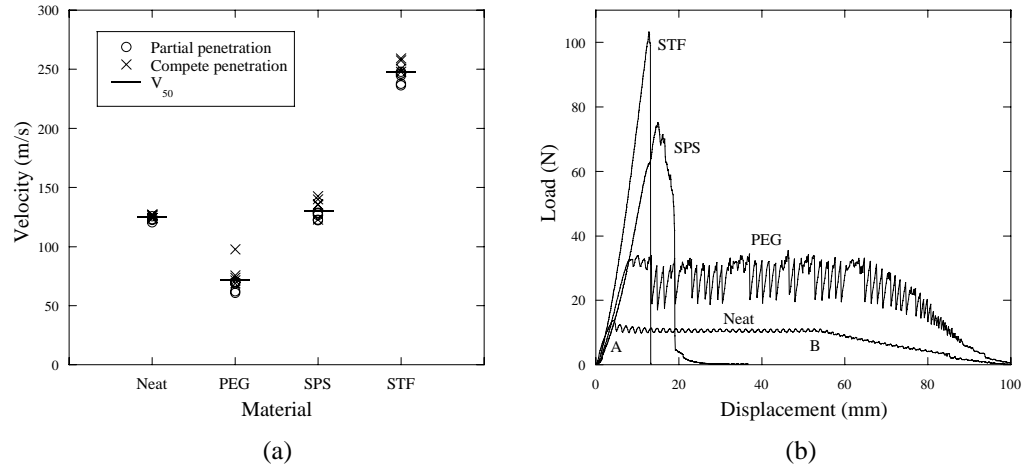 300
250
200
150
100
50
0
Velocity (m/s)
Partial penetration
Compete penetration
V50
Neat PEG SPS STF
Material
(a)
100
80
60
40
20
0
Load (N)
STF
SPS
PEG
Neat
A
B
0 20 40 60 80 100
Displacement (mm)
(b)